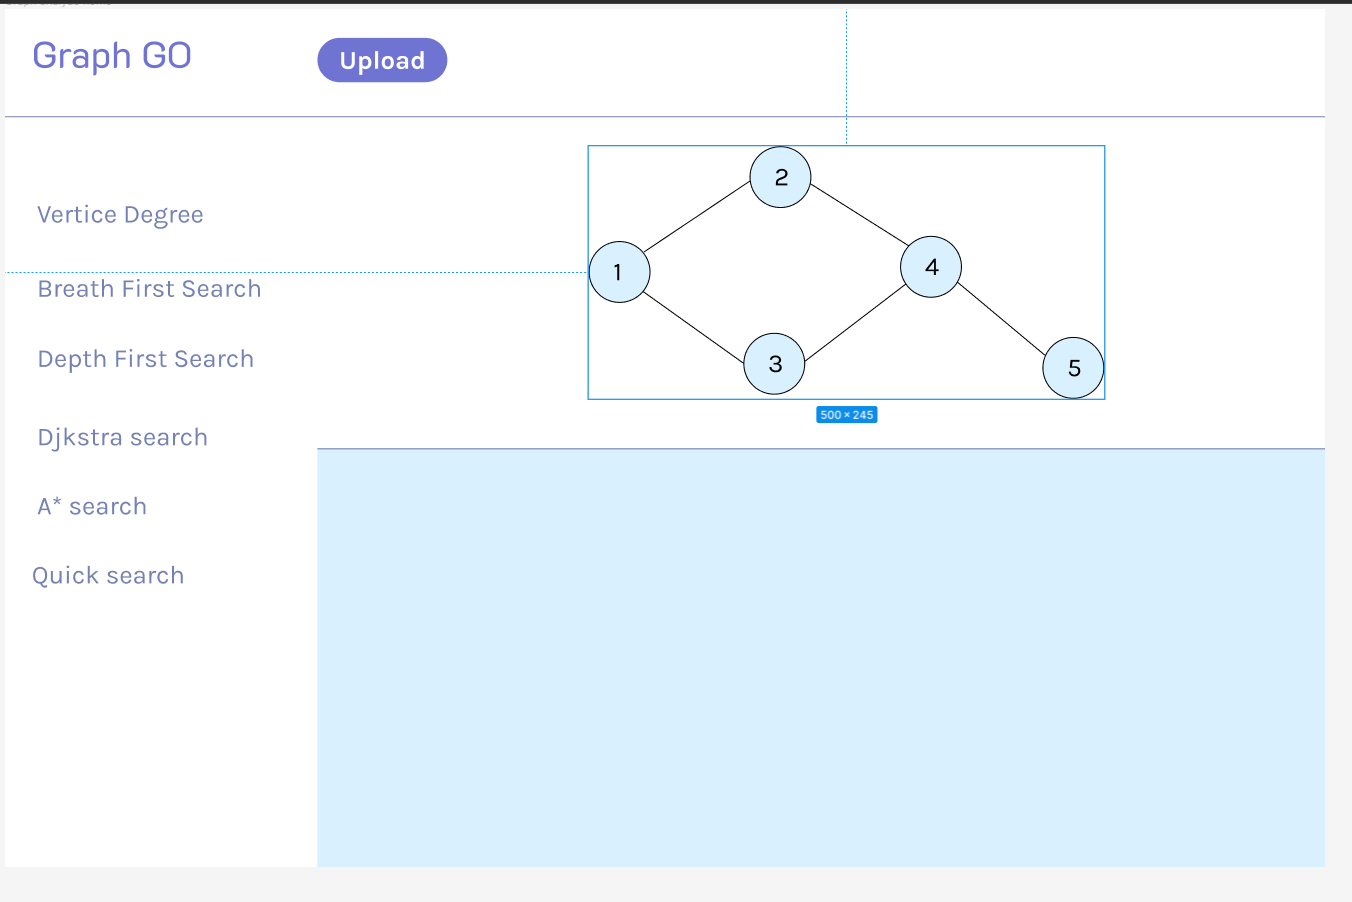 Graph GO
Upload
Vertice Degree
Breath First Search
Depth First Search
Djkstra search
A* search
Quick search
2
1
4
3
5
500 × 245